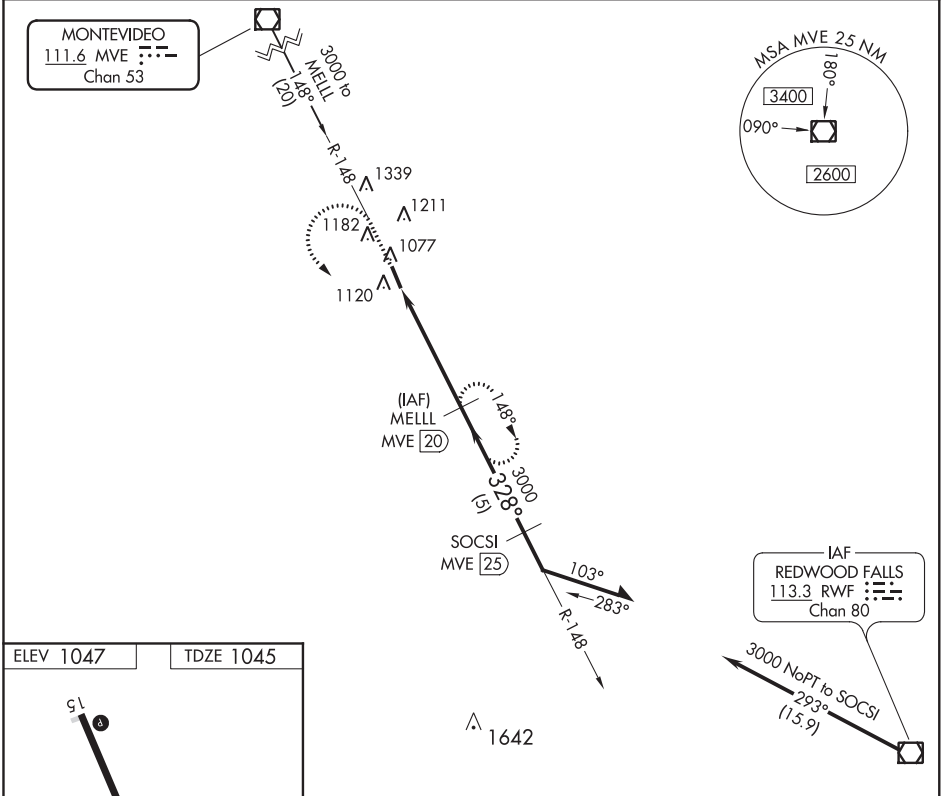 MONTEVIDEO
111.6 MVE
Chan 53
3000 to
MELLL
148°
(20)
R-148
MSA MVE 25 NM
180°
3400
090°
2600
1339
1211
1182
1077
1120
(IAF)
MELLL
MVE 20
148°
3000
328°
(5)
SOCSI
MVE 25
103°
283°
R-148
IAF
REDWOOD FALLS
113.3 RWF
Chan 80
3000 NoPT to SOCSI
293°
(15.9)
ELEV 1047
TDZE 1045
15
P
1642